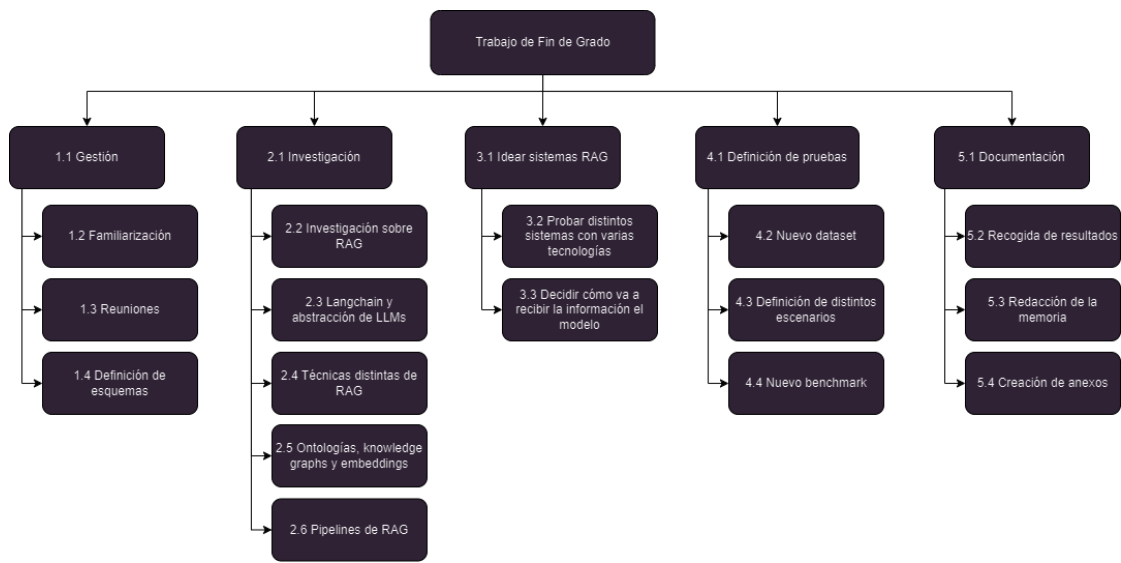 Trabajo de Fin de Grado
1.1 Gestión
2.1 Investigación
3.1 Idear sistemas RAG
4.1 Definición de pruebas
5.1 Documentación
1.2 Familiarización
1.3 Reuniones
1.4 Definición de
esquemas
2.2 Investigación sobre
RAG
2.3 Langchain y
abstracción de LLMs
2.4 Técnicas distintas de
RAG
2.5 Ontologías, knowledge
graphs y embeddings
2.6 Pipelines de RAG
3.2 Probar distintos
sistemas con varias
tecnologías
3.3 Decidir cómo va a
recibir la información el
modelo
4.2 Nuevo dataset
4.3 Definición de distintos
escenarios
4.4 Nuevo benchmark
5.2 Recogida de resultados
5.3 Redacción de la
memoria
5.4 Creación de anexos